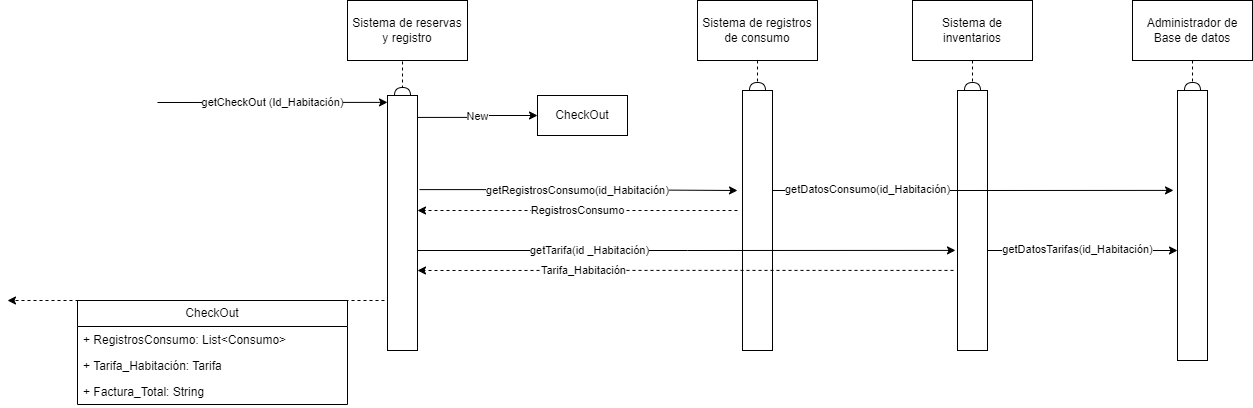 Sistema de reservas
y registro
Sistema de registros
de consumo
Sistema de
inventarios
Administrador de
Base de datos
getCheckOut (Id_Habitación)
New
CheckOut
getRegistrosConsumo(id_Habitación)
getDatosConsumo(id_Habitación)
RegistrosConsumo
getTarifa(id _Habitación)
getDatosTarifas(id_Habitación)
Tarifa_Habitación
CheckOut
+ RegistrosConsumo: List<Consumo>
+ Tarifa_Habitación: Tarifa
+ Factura_Total: String